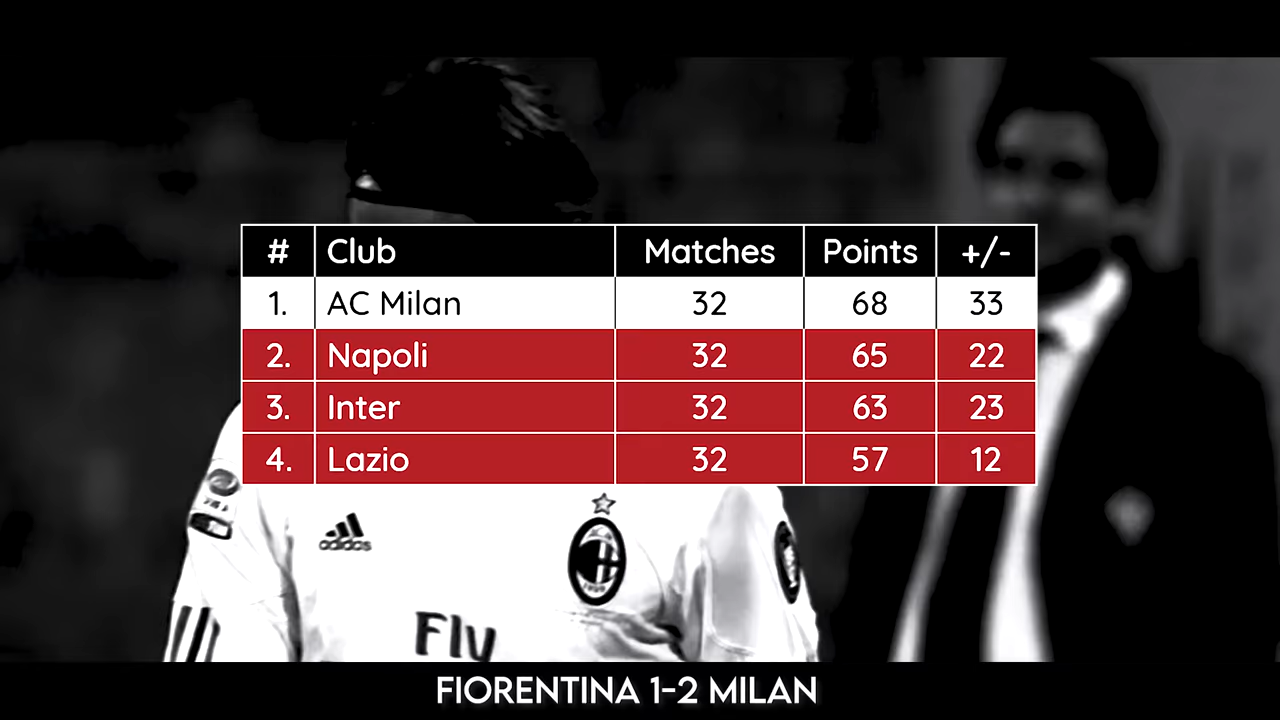 # Club Matches Points +/-
1. AC Milan 32 68 33
2. Napoli 32 65 22
3. Inter 32 63 23
4. Lazio 32 57 12
adidas
Fly
FIORENTINA 1-2 MILAN